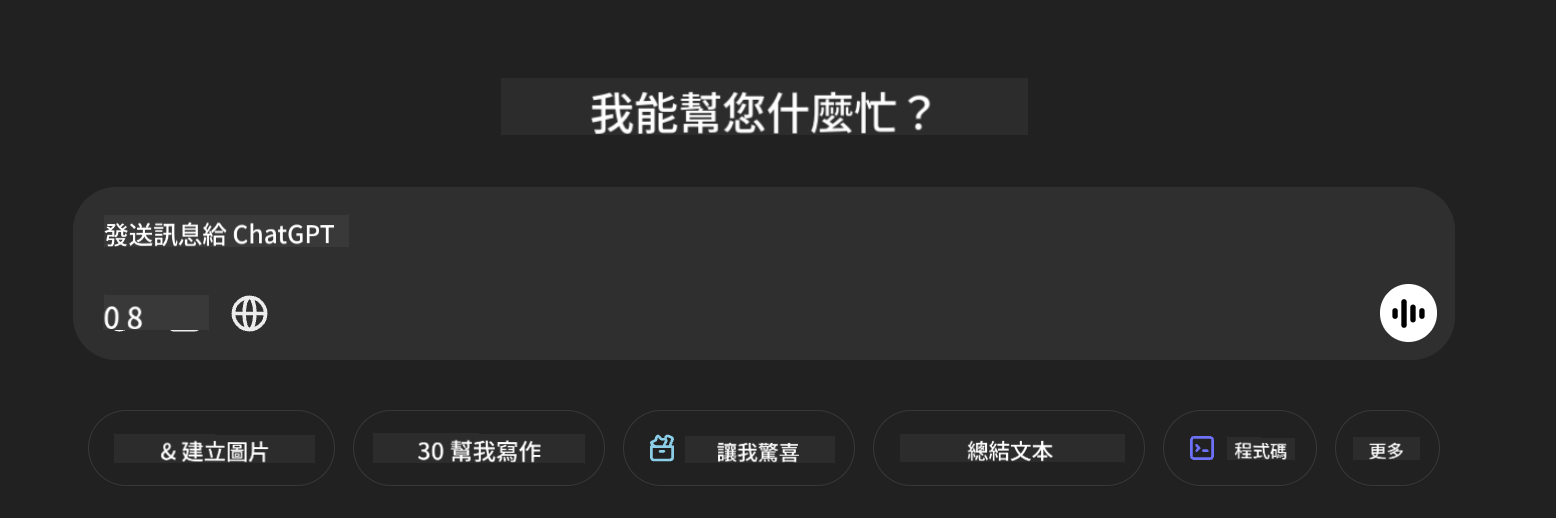 我能幫您什麼忙？
發送訊息給 ChatGPT
0 8
& 建立圖片
30 幫我寫作
讓我驚喜
總結文本
程式碼
更多